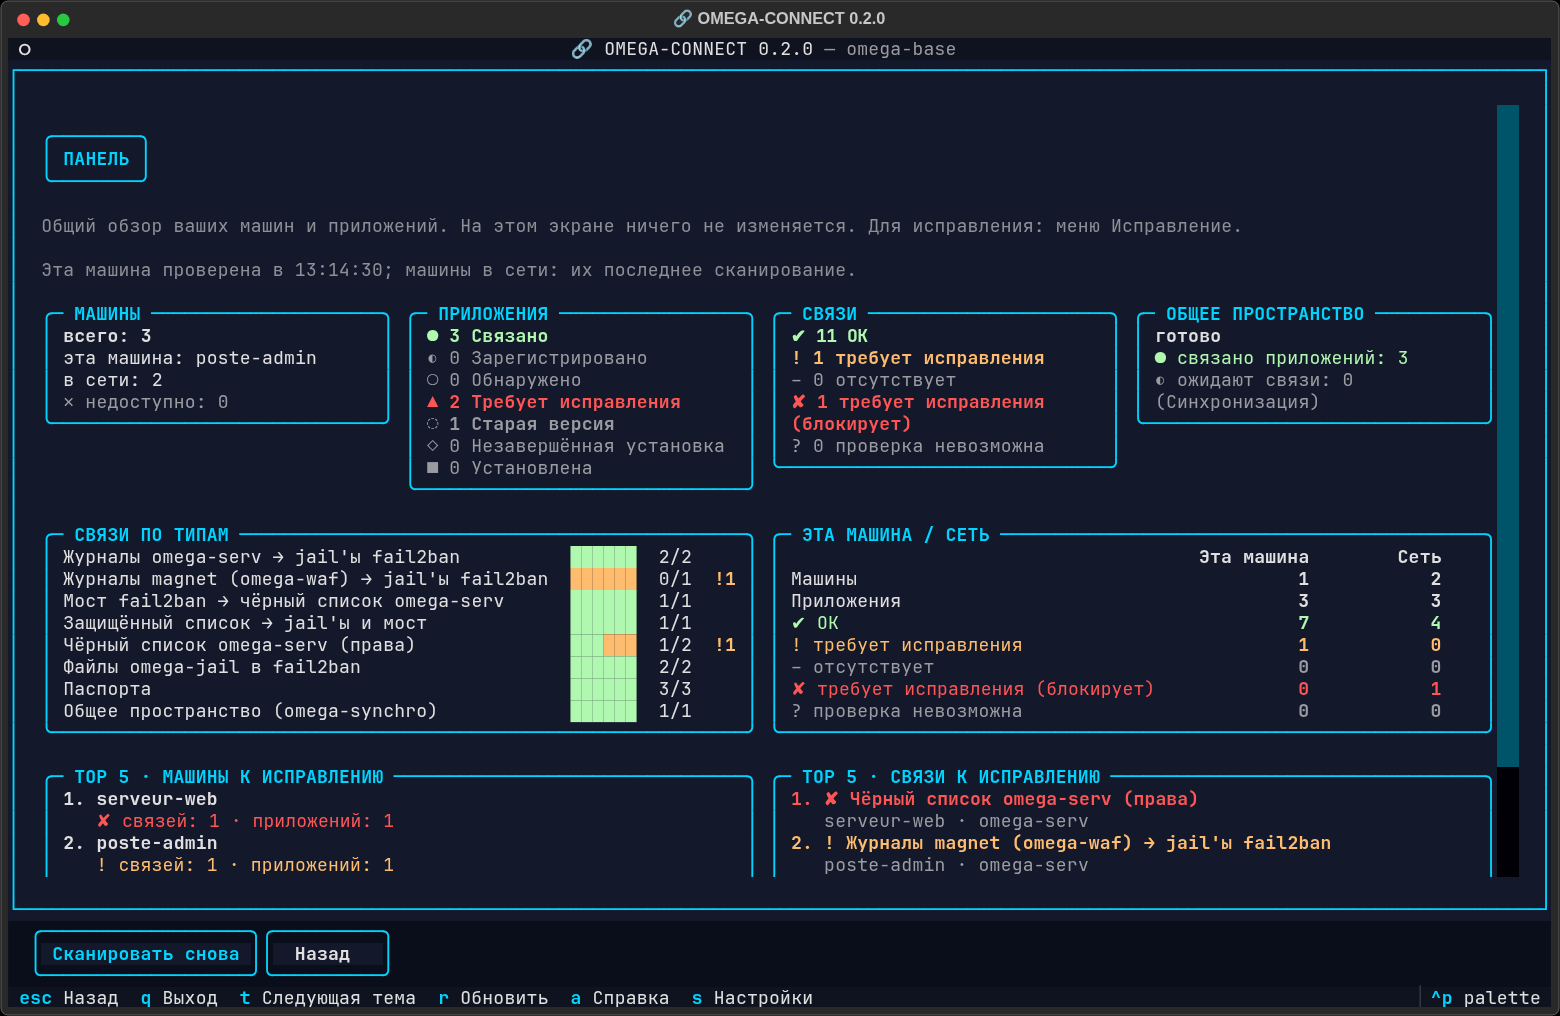 🔗 OMEGA-CONNECT 0.2.0
🔗 OMEGA-CONNECT 0.2.0 — omega-base
ПАНЕЛЬ
Общий обзор ваших машин и приложений. На этом экране ничего не изменяется. Для исправления: меню Исправление.
Эта машина проверена в 13:14:30; машины в сети: их последнее сканирование.
МАШИНЫ
всего: 3
эта машина: poste-admin
в сети: 2
× недоступно: 0
ПРИЛОЖЕНИЯ
● 3 Связано
◐ 0 Зарегистрировано
○ 0 Обнаружено
▲ 2 Требует исправления
◌ 1 Старая версия
◇ 0 Незавершённая установка
■ 0 Установлена
СВЯЗИ
✔ 11 OK
! 1 требует исправления
– 0 отсутствует
✘ 1 требует исправления
(блокирует)
? 0 проверка невозможна
ОБЩЕЕ ПРОСТРАНСТВО
готово
● связано приложений: 3
◐ ожидают связи: 0
(Синхронизация)
СВЯЗИ ПО ТИПАМ
Журналы omega-serv → jail'ы fail2ban 2/2
Журналы magnet (omega-waf) → jail'ы fail2ban 0/1 !1
Мост fail2ban → чёрный список omega-serv 1/1
Защищённый список → jail'ы и мост 1/1
Чёрный список omega-serv (права) 1/2 !1
Файлы omega-jail в fail2ban 2/2
Паспорта 3/3
Общее пространство (omega-synchro) 1/1
ЭТА МАШИНА / СЕТЬ
Эта машина Сеть
Машины 1 2
Приложения 3 3
✔ OK 7 4
! требует исправления 1 0
– отсутствует 0 0
✘ требует исправления (блокирует) 0 1
? проверка невозможна 0 0
TOP 5 · МАШИНЫ К ИСПРАВЛЕНИЮ
1. serveur-web
✘ связей: 1 · приложений: 1
2. poste-admin
! связей: 1 · приложений: 1
TOP 5 · СВЯЗИ К ИСПРАВЛЕНИЮ
1. ✘ Чёрный список omega-serv (права)
serveur-web · omega-serv
2. ! Журналы magnet (omega-waf) → jail'ы fail2ban
poste-admin · omega-serv
Сканировать снова Назад
esc Назад q Выход t Следующая тема r Обновить a Справка s Настройки ^p palette